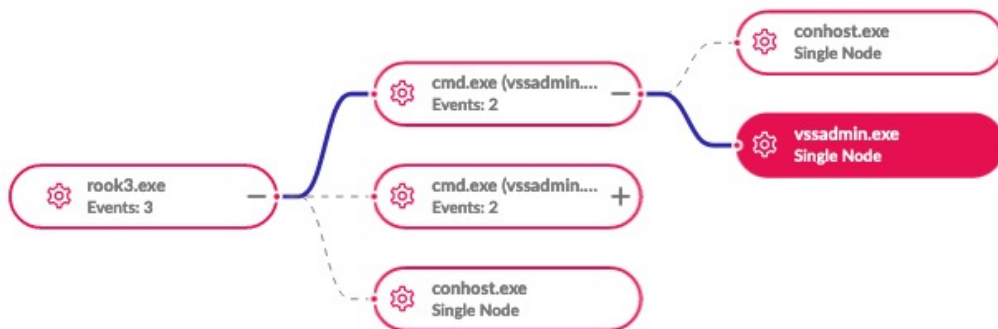 conhost.exe
Single Node
cmd.exe (vssadmin....
Events: 2
vssadmin.exe
Single Node
rook3.exe
Events: 3
cmd.exe (vssadmin....
Events: 2
conhost.exe
Single Node